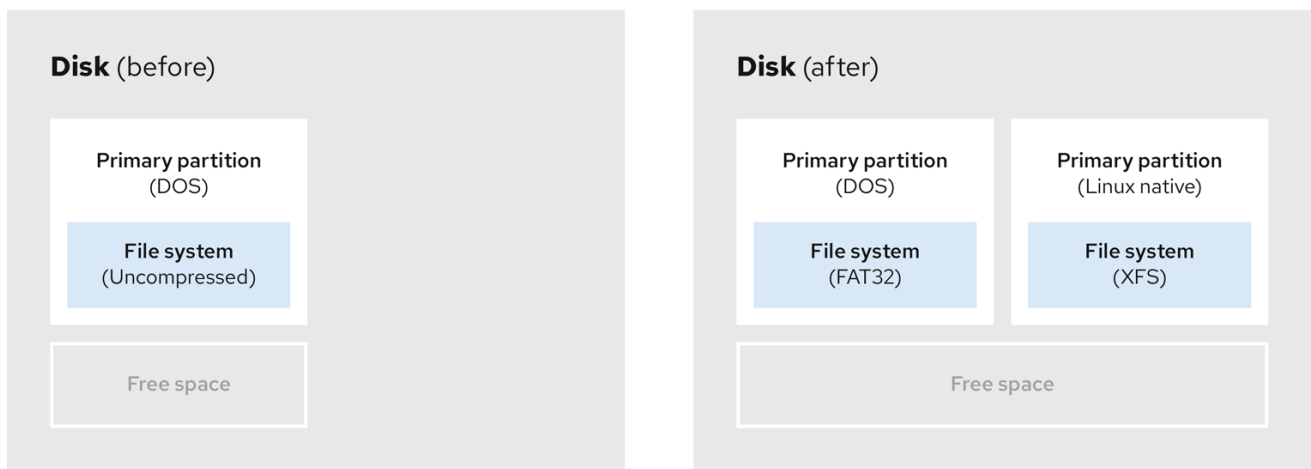 Disk (before)
Primary partition
(DOS)
File system
(Uncompressed)
Free space
Disk (after)
Primary partition
(DOS)
File system
(FAT32)
Primary partition
(Linux native)
File system
(XFS)
Free space